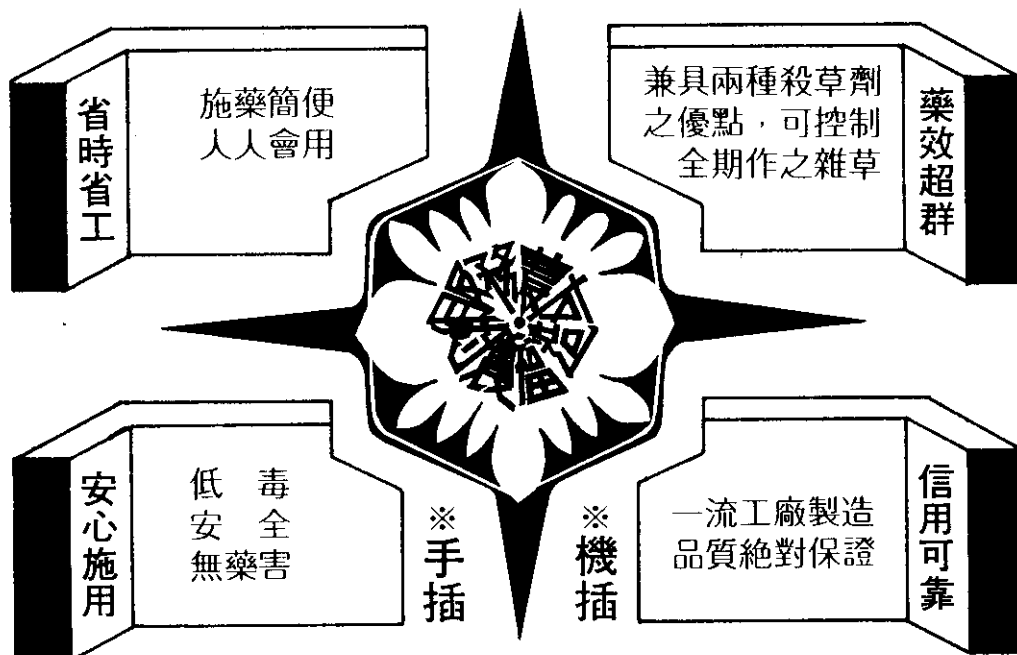 省時省工
施藥簡便
人人會用
兼具兩種殺草劑
之優點，可控制
全期作之雜草
藥效超群
安心施用
低 毒
安 全
無藥害
※手插
※機插
一流工廠製造
品質絕對保證
信用可靠